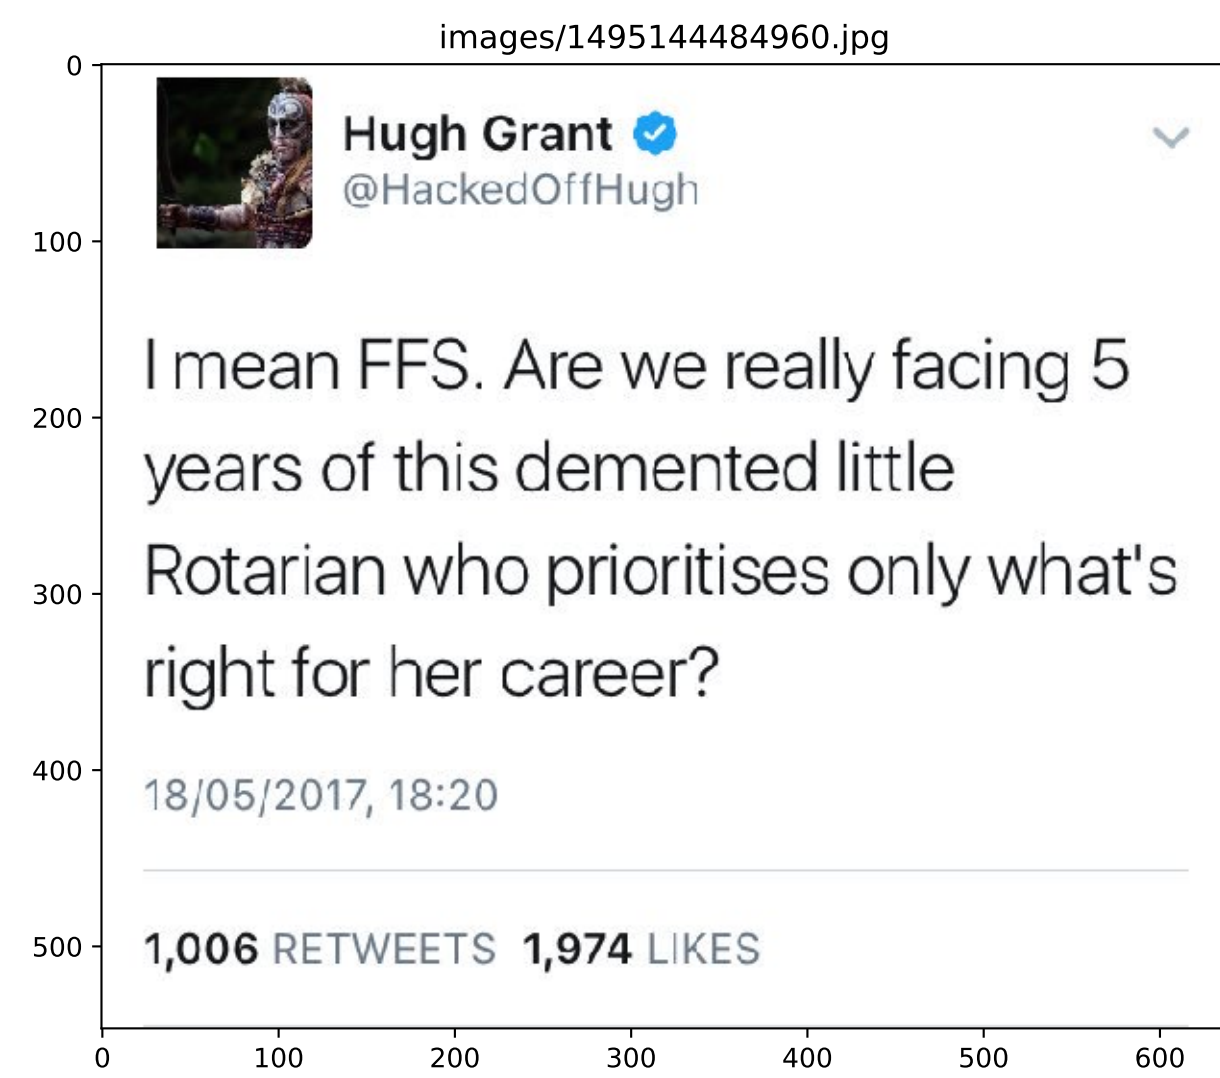 images/1495144484960.jpg
Hugh Grant
@HackedOffHugh
I mean FFS. Are we really facing 5
years of this demented little
Rotarian who prioritises only what's
right for her career?
18/05/2017, 18:20
1,006 RETWEETS 1,974 LIKES
0
100
200
300
400
500
0 100 200 300 400 500 600